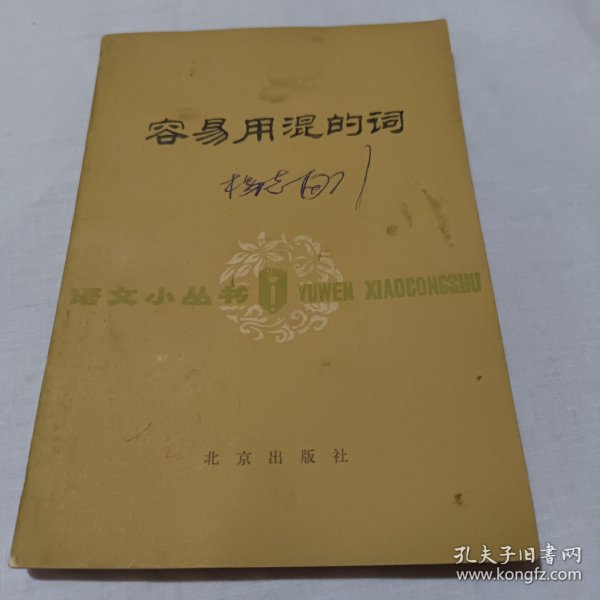 容易用混的词
语文小丛书 YUWEN XIAOCONGSHU
北京出版社
孔夫子旧书网
www.kongfz.com